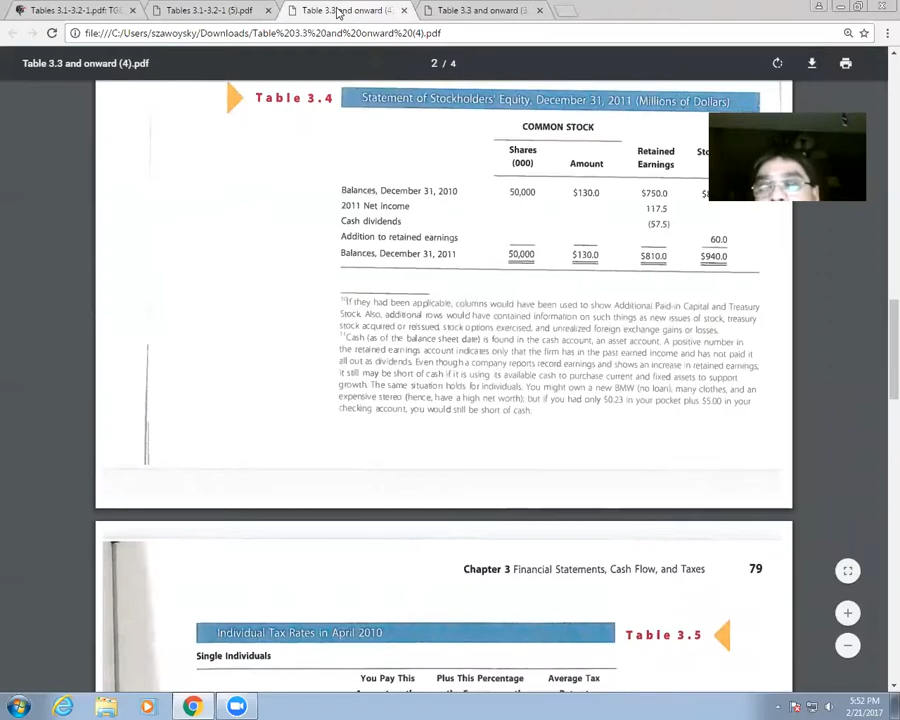 Tables 3.1-3.2-1.pdf: TGE
Tables 3.1-3.2-1 (5).pdf
Table 3.3 and onward (4)
Table 3.3 and onward (3
file:///C:/Users/szawoysky/Downloads/Table%203.3%20and%20onward%20(4).pdf
Table 3.3 and onward (4).pdf
2 / 4
Table 3.4
Statement of Stockholders' Equity, December 31, 2011 (Millions of Dollars)
COMMON STOCK
Shares (000) Amount Retained Earnings
Balances, December 31, 2010 50,000 $130.0 $750.0
2011 Net income 117.5
Cash dividends (57.5)
Addition to retained earnings 60.0
Balances, December 31, 2011 50,000 $130.0 $810.0 $940.0
10If they had been applicable, columns would have been used to show Additional Paid-in Capital and Treasury
Stock. Also, additional rows would have contained information on such things as new issues of stock, treasury
stock acquired or reissued, stock options exercised, and unrealized foreign exchange gains or losses.
11Cash (as of the balance sheet date) is found in the cash account, an asset account. A positive number in
the retained earnings account indicates only that the firm has in the past earned income and has not paid it
all out as dividends. Even though a company reports record earnings and shows an increase in retained earnings,
it still may be short of cash if it is using its available cash to purchase current and fixed assets to support
growth. The same situation holds for individuals. You might own a new BMW (no loan), many clothes, and an
expensive stereo (hence, have a high net worth); but if you had only $0.23 in your pocket plus $5.00 in your
checking account, you would still be short of cash.
Chapter 3 Financial Statements, Cash Flow, and Taxes 79
Individual Tax Rates in April 2010
Table 3.5
Single Individuals
You Pay This Plus This Percentage Average Tax
5:52 PM
2/21/2017